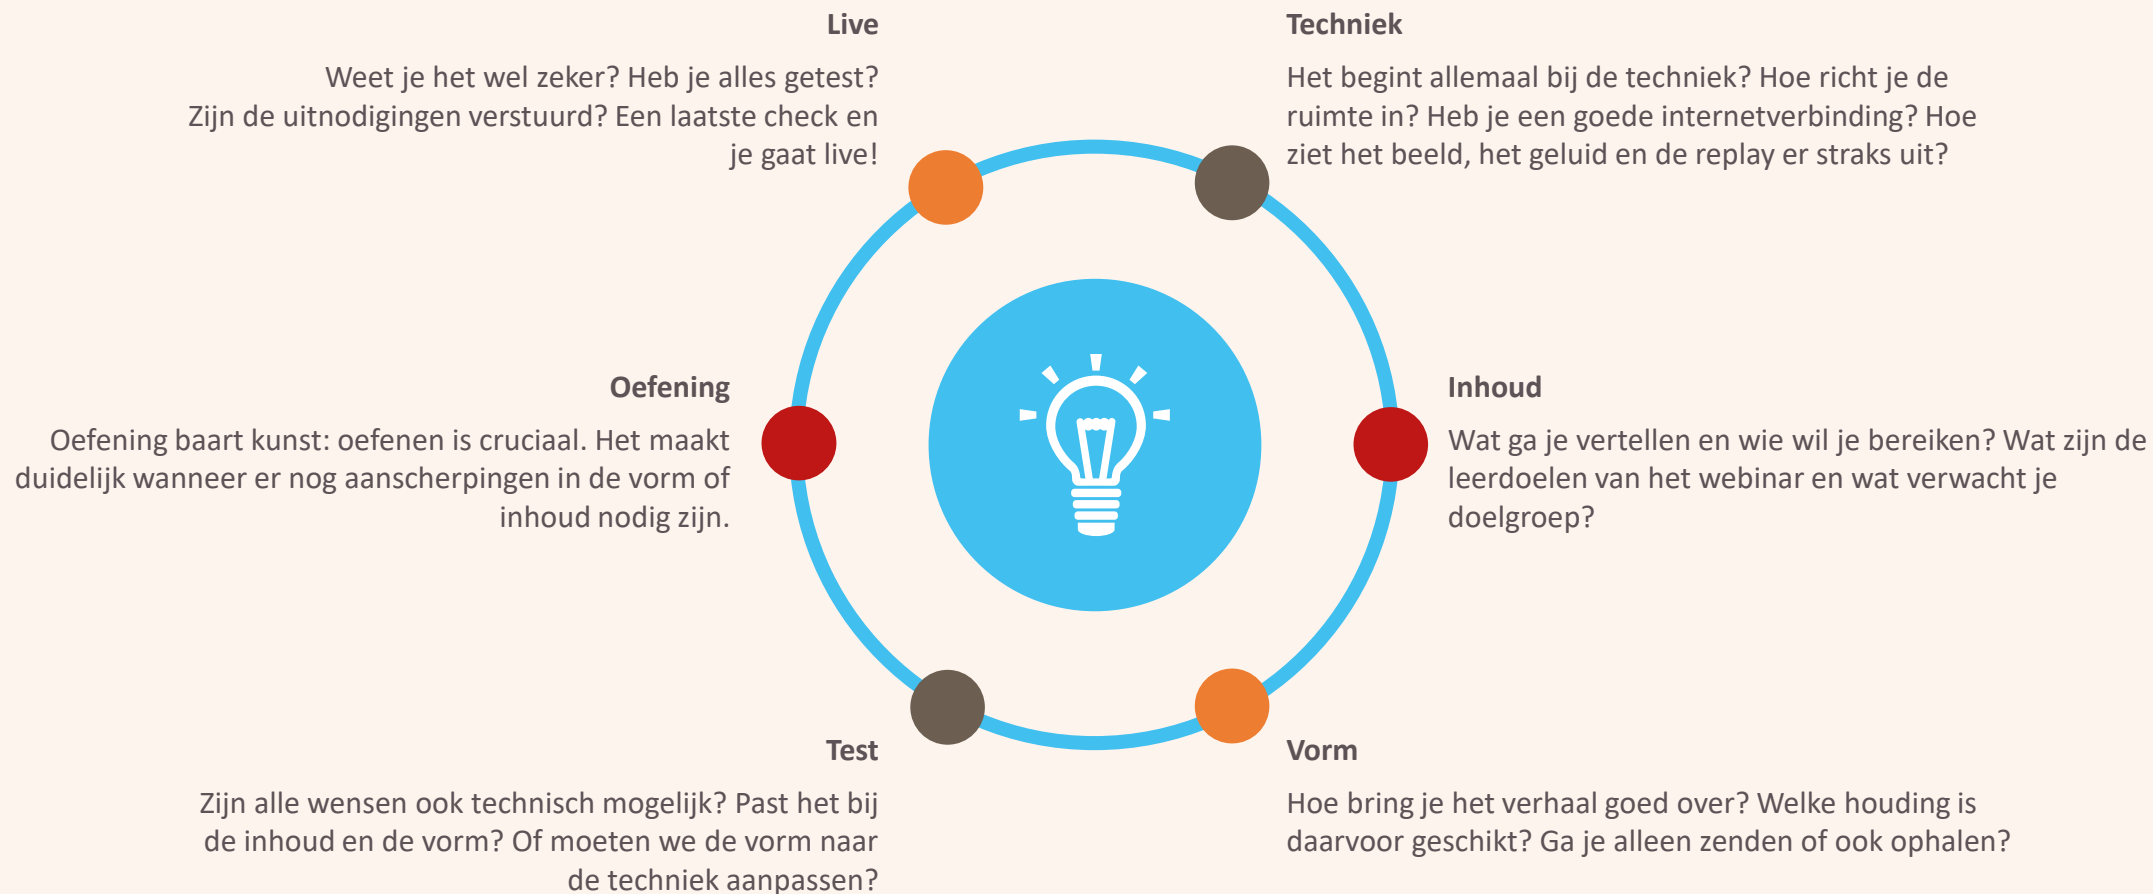 Live
Weet je het wel zeker? Heb je alles getest?
Zijn de uitnodigingen verstuurd? Een laatste check en
je gaat live!
Techniek
Het begint allemaal bij de techniek? Hoe richt je de
ruimte in? Heb je een goede internetverbinding? Hoe
ziet het beeld, het geluid en de replay er straks uit?
Oefening
Oefening baart kunst: oefenen is cruciaal. Het maakt
duidelijk wanneer er nog aanscherpingen in de vorm of
inhoud nodig zijn.
Inhoud
Wat ga je vertellen en wie wil je bereiken? Wat zijn de
leerdoelen van het webinar en wat verwacht je
doelgroep?
Test
Zijn alle wensen ook technisch mogelijk? Past het bij
de inhoud en de vorm? Of moeten we de vorm naar
de techniek aanpassen?
Vorm
Hoe bring je het verhaal goed over? Welke houding is
daarvoor geschikt? Ga je alleen zenden of ook ophalen?